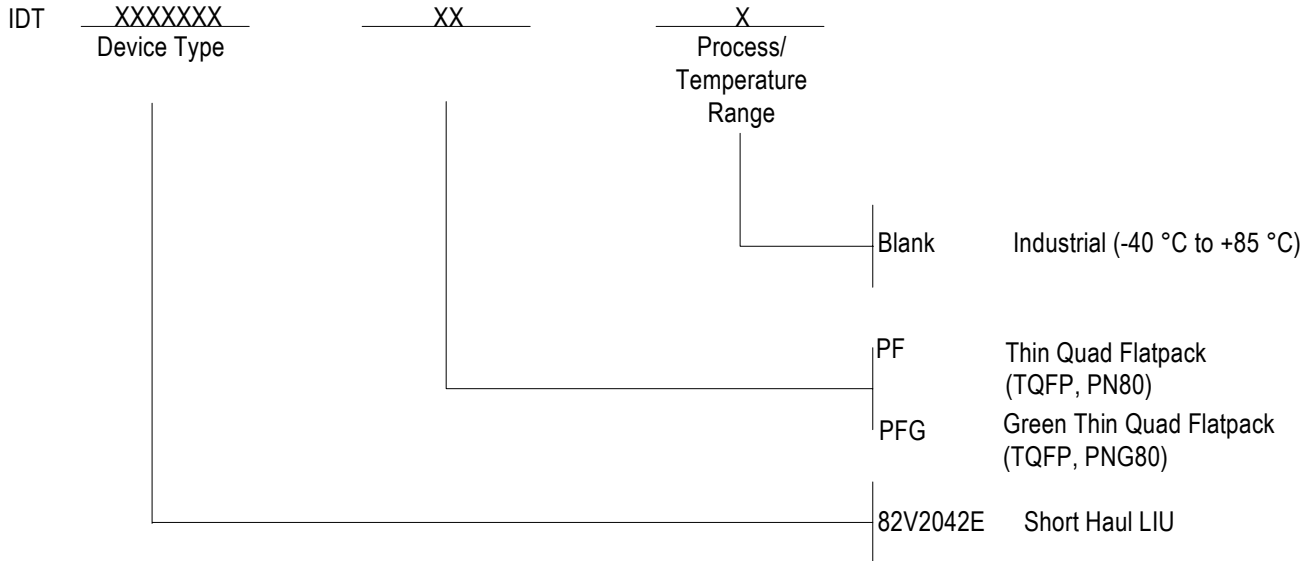 IDT XXXXXXX XX X
Device Type
Process/
Temperature
Range
Blank Industrial (-40 °C to +85 °C)
PF Thin Quad Flatpack
(TQFP, PN80)
PFG Green Thin Quad Flatpack
(TQFP, PNG80)
82V2042E Short Haul LIU